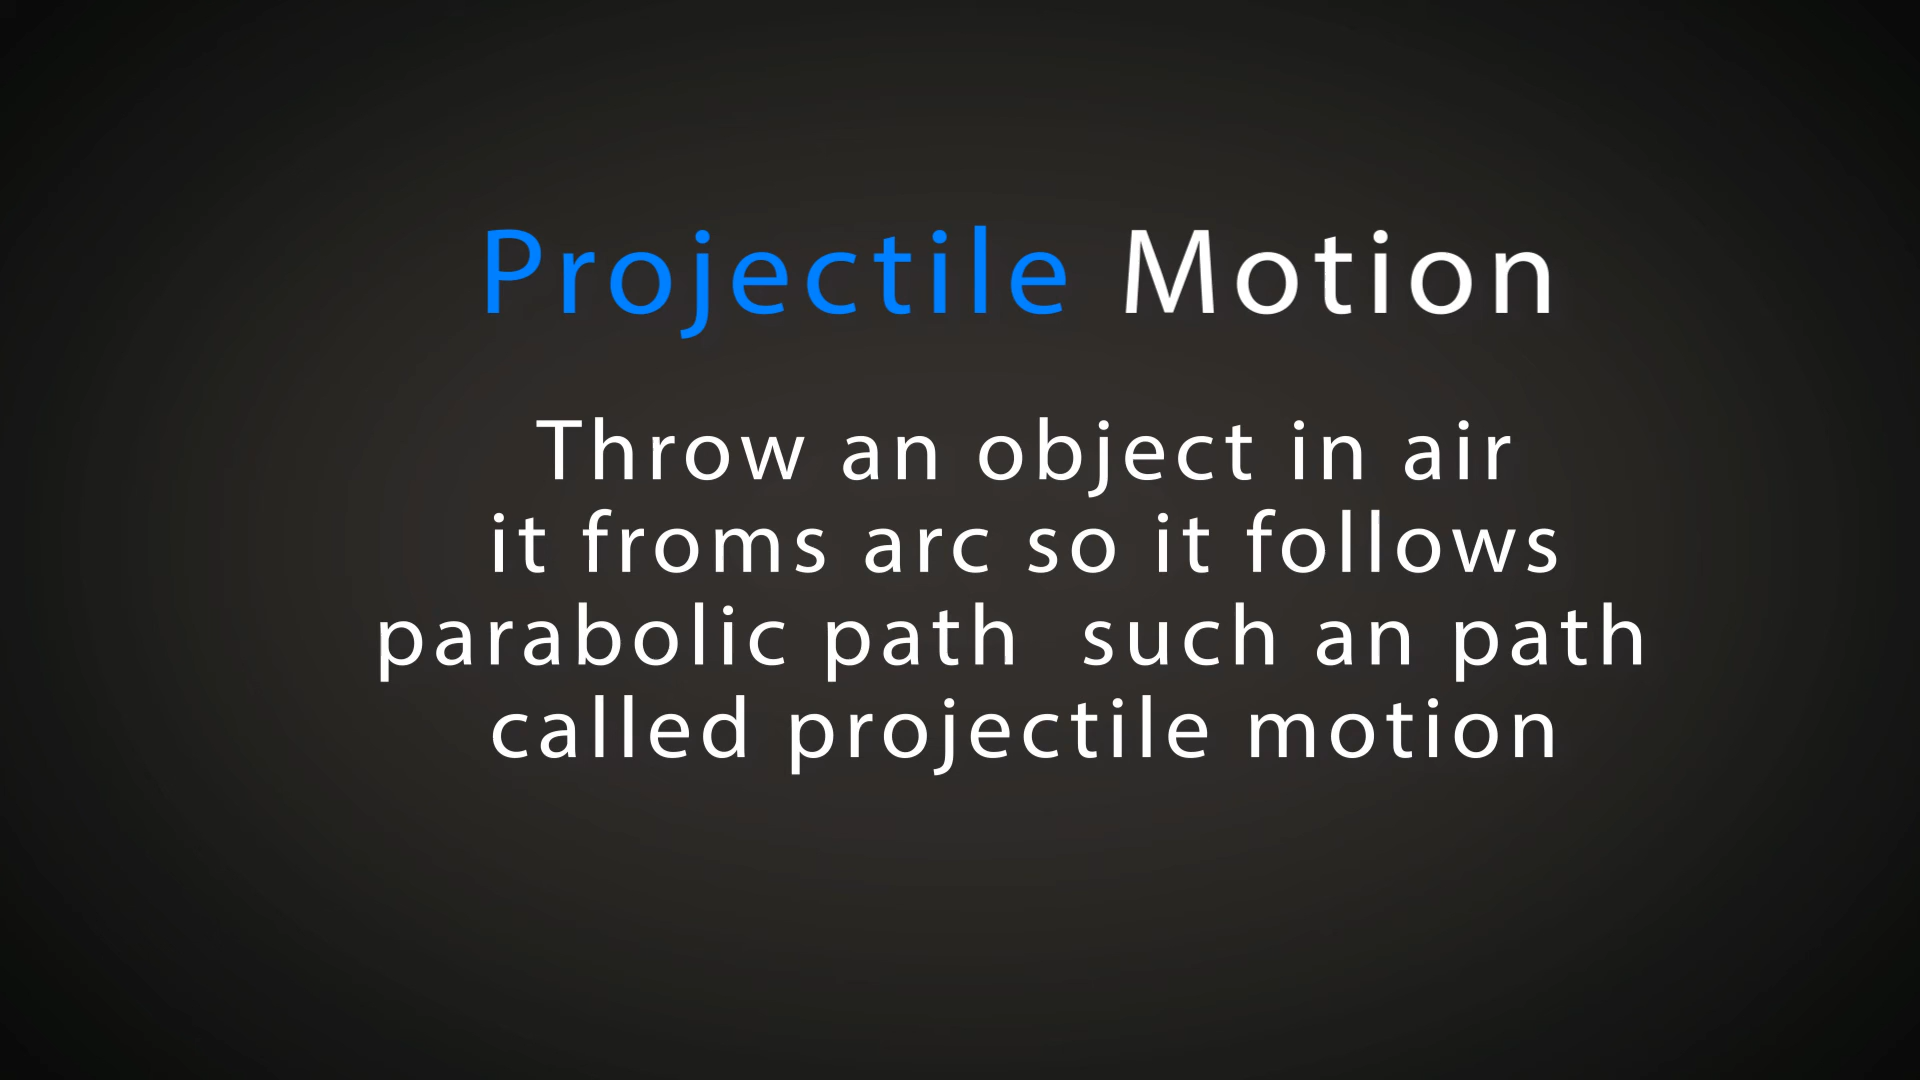 Projectile Motion
Throw an object in air
it froms arc so it follows
parabolic path  such an path
called projectile motion